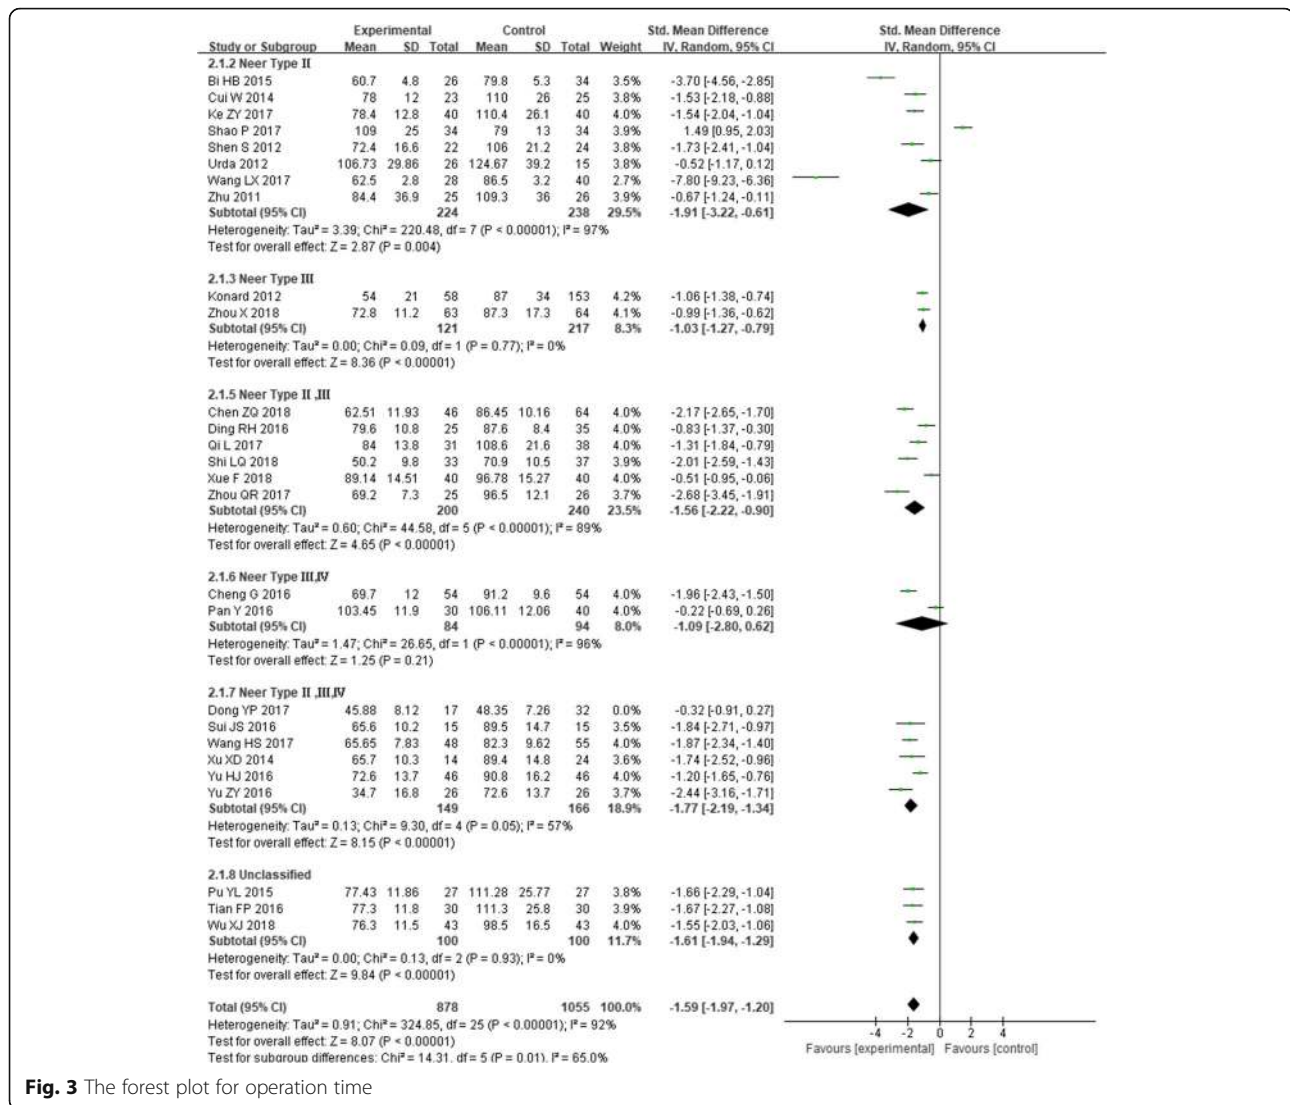 Experimental Control Std. Mean Difference Std. Mean Difference
Study or Subgroup Mean SD Total Mean SD Total Weight IV, Random, 95% CI IV, Random, 95% CI
2.1.2 Neer Type II
Bi HB 2015 60.7 4.8 26 79.8 5.3 34 3.5% -3.70 [-4.56, -2.85]
Cui W 2014 78 12 23 110 26 25 3.8% -1.53 [-2.18, -0.88]
Ke ZY 2017 78.4 12.8 40 110.4 26.1 40 4.0% -1.54 [-2.04, -1.04]
Shao P 2017 109 25 34 79 13 34 3.9% 1.49 [0.95, 2.03]
Shen S 2012 72.4 16.6 22 106 21.2 24 3.8% -1.73 [-2.41, -1.04]
Urda 2012 106.73 29.86 26 124.67 39.2 15 3.8% -0.52 [-1.17, 0.12]
Wang LX 2017 62.5 2.8 28 86.5 3.2 40 2.7% -7.80 [-9.23, -6.36]
Zhu 2011 84.4 36.9 25 109.3 36 26 3.9% -0.67 [-1.24, -0.11]
Subtotal (95% CI) 224 238 29.5% -1.91 [-3.22, -0.61]
Heterogeneity: Tau² = 3.39; Chi² = 220.48, df = 7 (P < 0.00001); I² = 97%
Test for overall effect: Z = 2.87 (P = 0.004)
2.1.3 Neer Type III
Konard 2012 54 21 58 87 34 153 4.2% -1.06 [-1.38, -0.74]
Zhou X 2018 72.8 11.2 63 87.3 17.3 64 4.1% -0.99 [-1.36, -0.62]
Subtotal (95% CI) 121 217 8.3% -1.03 [-1.27, -0.79]
Heterogeneity: Tau² = 0.00; Chi² = 0.09, df = 1 (P = 0.77); I² = 0%
Test for overall effect: Z = 8.36 (P < 0.00001)
2.1.5 Neer Type II ,III
Chen ZQ 2018 62.51 11.93 46 86.45 10.16 64 4.0% -2.17 [-2.65, -1.70]
Ding RH 2016 79.6 10.8 25 87.6 8.4 35 4.0% -0.83 [-1.37, -0.30]
Qi L 2017 84 13.8 31 108.6 21.6 38 4.0% -1.31 [-1.84, -0.79]
Shi LQ 2018 50.2 9.8 33 70.9 10.5 37 3.9% -2.01 [-2.59, -1.43]
Xue F 2018 89.14 14.51 40 96.78 15.27 40 4.0% -0.51 [-0.95, -0.06]
Zhou QR 2017 69.2 7.3 25 96.5 12.1 26 3.7% -2.68 [-3.45, -1.91]
Subtotal (95% CI) 200 240 23.5% -1.56 [-2.22, -0.90]
Heterogeneity: Tau² = 0.60; Chi² = 44.58, df = 5 (P < 0.00001); I² = 89%
Test for overall effect: Z = 4.65 (P < 0.00001)
2.1.6 Neer Type III,IV
Cheng G 2016 69.7 12 54 91.2 9.6 54 4.0% -1.96 [-2.43, -1.50]
Pan Y 2016 103.45 11.9 30 106.11 12.06 40 4.0% -0.22 [-0.69, 0.26]
Subtotal (95% CI) 84 94 8.0% -1.09 [-2.80, 0.62]
Heterogeneity: Tau² = 1.47; Chi² = 26.65, df = 1 (P < 0.00001); I² = 96%
Test for overall effect: Z = 1.25 (P = 0.21)
2.1.7 Neer Type II ,III,IV
Dong YP 2017 45.88 8.12 17 48.35 7.26 32 0.0% -0.32 [-0.91, 0.27]
Sui JS 2016 65.6 10.2 15 89.5 14.7 15 3.5% -1.84 [-2.71, -0.97]
Wang HS 2017 65.65 7.83 48 82.3 9.62 55 4.0% -1.87 [-2.34, -1.40]
Xu XD 2014 65.7 10.3 14 89.4 14.8 24 3.6% -1.74 [-2.52, -0.96]
Yu HJ 2016 72.6 13.7 46 90.8 16.2 46 4.0% -1.20 [-1.65, -0.76]
Yu ZY 2016 34.7 16.8 26 72.6 13.7 26 3.7% -2.44 [-3.16, -1.71]
Subtotal (95% CI) 149 166 18.9% -1.77 [-2.19, -1.34]
Heterogeneity: Tau² = 0.13; Chi² = 9.30, df = 4 (P = 0.05); I² = 57%
Test for overall effect: Z = 8.15 (P < 0.00001)
2.1.8 Unclassified
Pu YL 2015 77.43 11.86 27 111.28 25.77 27 3.8% -1.66 [-2.29, -1.04]
Tian FP 2016 77.3 11.8 30 111.3 25.8 30 3.9% -1.67 [-2.27, -1.08]
Wu XJ 2018 76.3 11.5 43 98.5 16.5 43 4.0% -1.55 [-2.03, -1.06]
Subtotal (95% CI) 100 100 11.7% -1.61 [-1.94, -1.29]
Heterogeneity: Tau² = 0.00; Chi² = 0.13, df = 2 (P = 0.93); I² = 0%
Test for overall effect: Z = 9.84 (P < 0.00001)
Total (95% CI) 878 1055 100.0% -1.59 [-1.97, -1.20]
Heterogeneity: Tau² = 0.91; Chi² = 324.85, df = 25 (P < 0.00001); I² = 92%
Test for overall effect: Z = 8.07 (P < 0.00001)
Test for subgroup differences: Chi² = 14.31, df = 5 (P = 0.01), I² = 65.0%
-4 -2 0 2 4
Favours [experimental] Favours [control]
Fig. 3 The forest plot for operation time